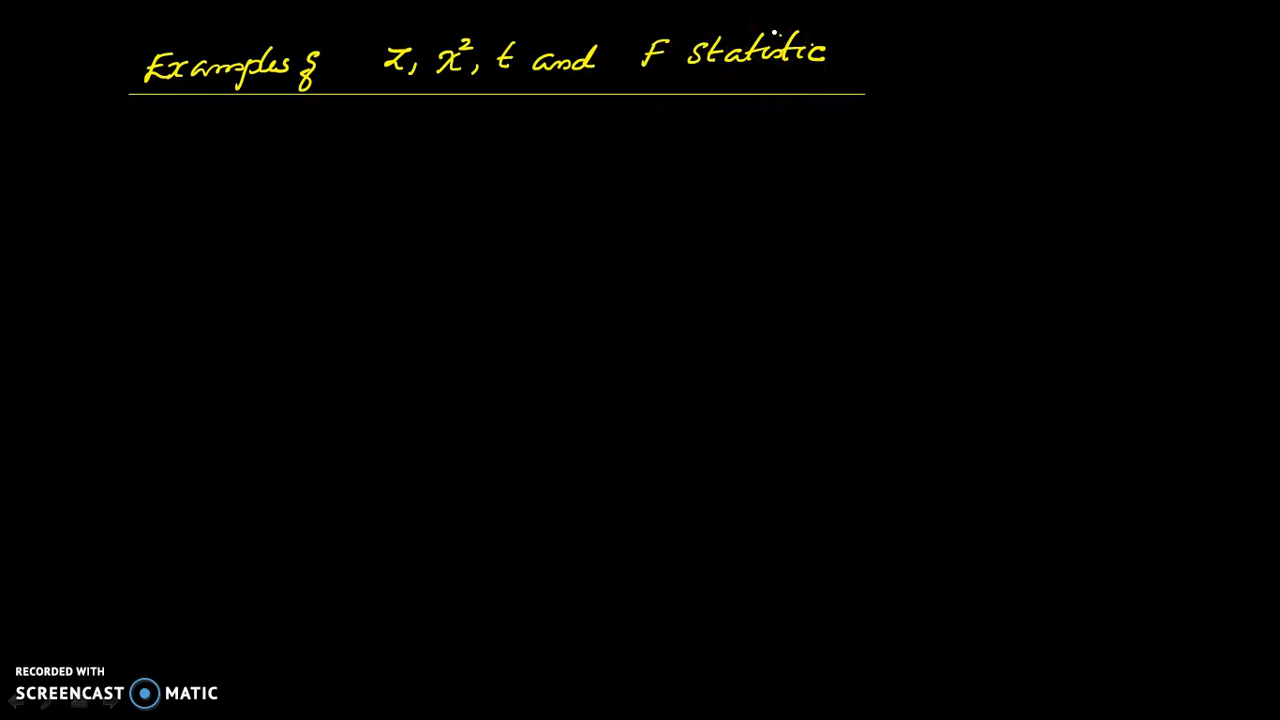 Examples of Z, χ², t and F Statistic
RECORDED WITH
SCREENCAST MATIC